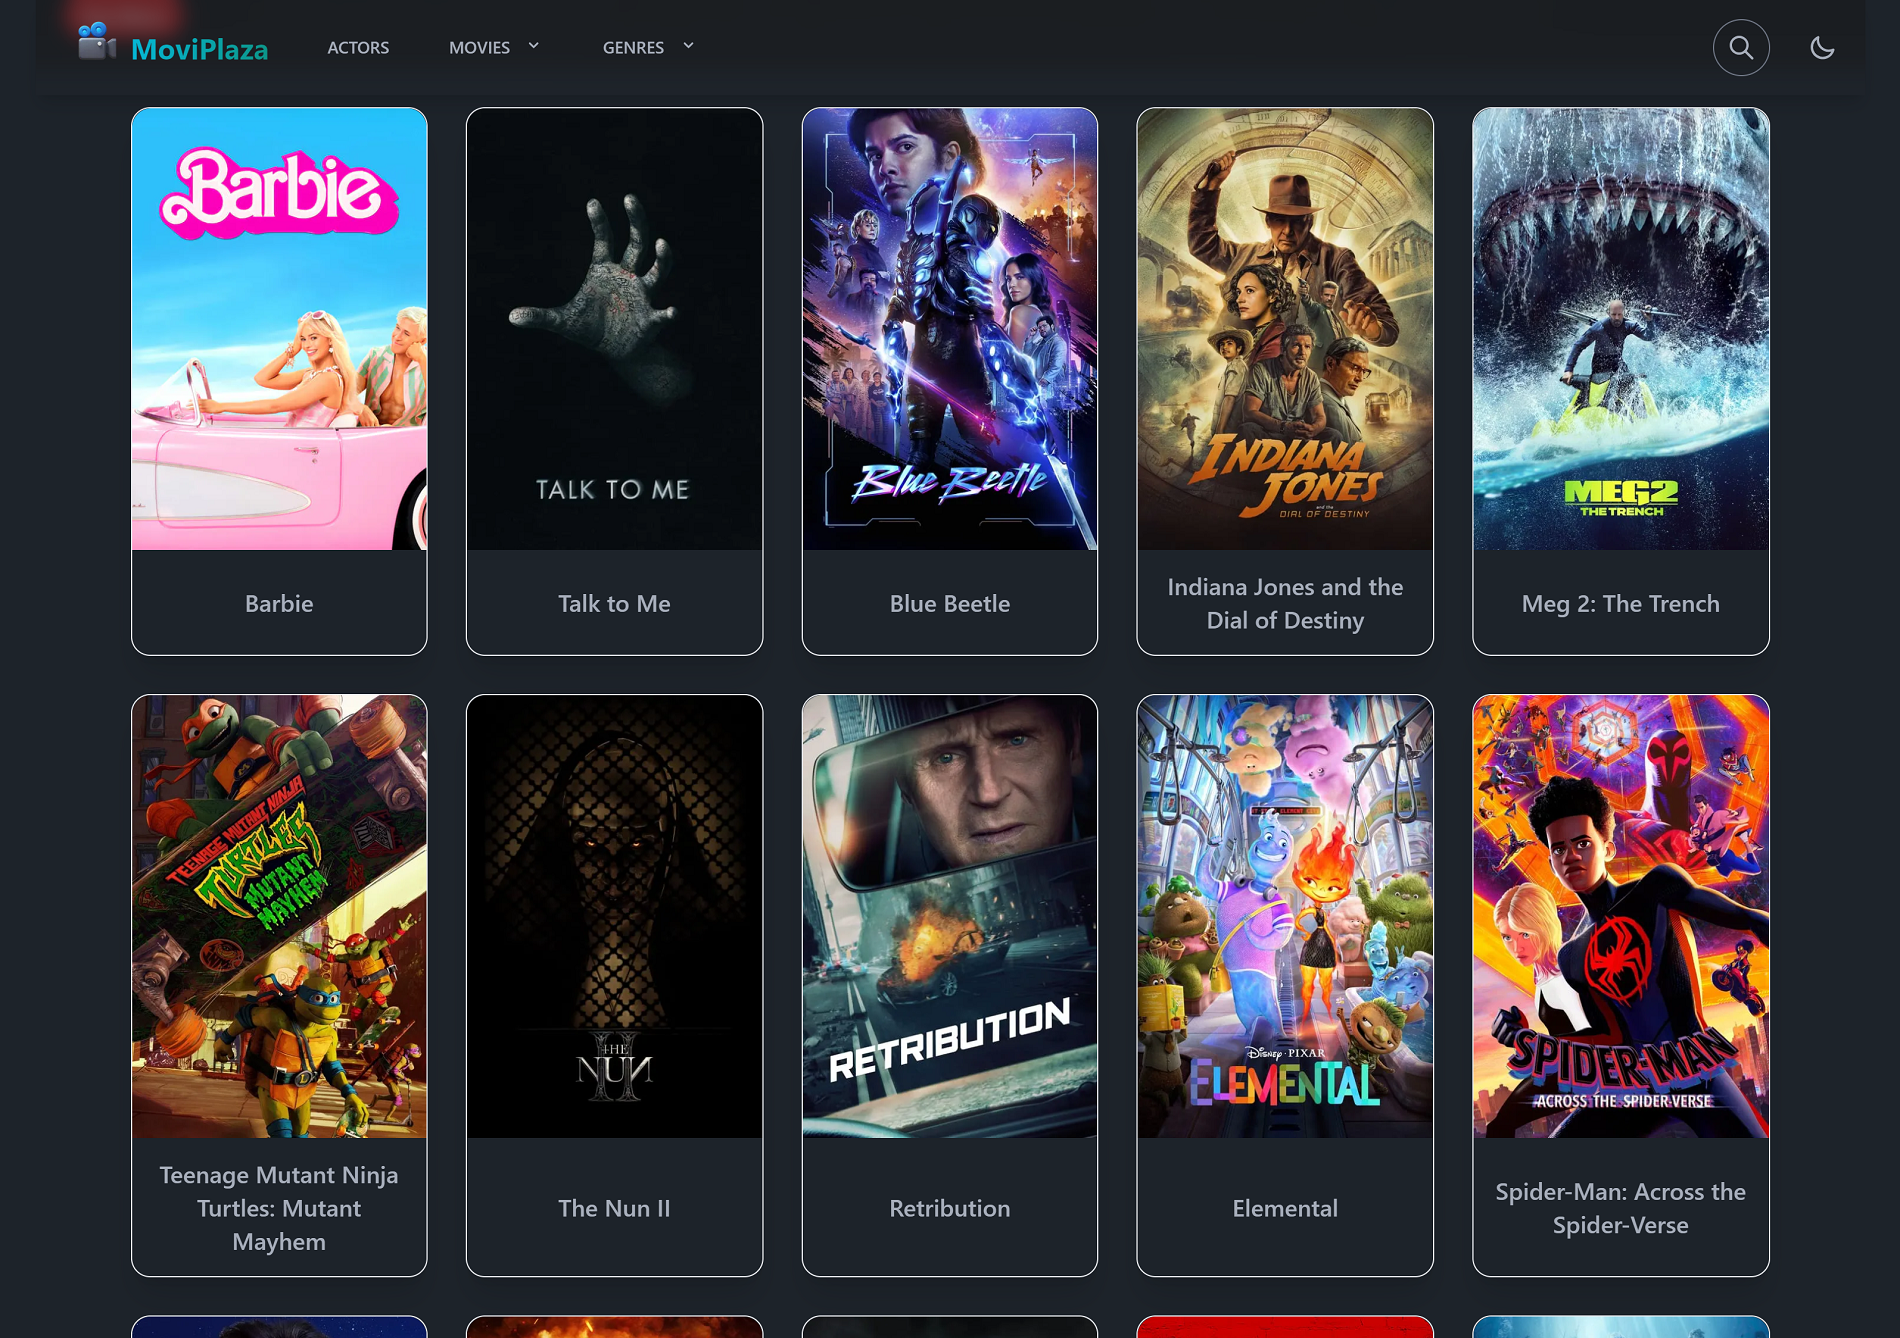 MoviPlaza
ACTORS
MOVIES
GENRES
Barbie
TALK TO ME
Blue Beetle
INDIANA
JONES
and the
DIAL OF DESTINY
MEG2
THE TRENCH
Barbie
Talk to Me
Blue Beetle
Indiana Jones and the
Dial of Destiny
Meg 2: The Trench
TEENAGE MUTANT NINJA
TURTLES
MUTANT
MAYHEM
THE
NUN
II
RETRIBUTION
Disney · PIXAR
ELEMENTAL
SPIDER-MAN
ACROSS THE SPIDER-VERSE
Teenage Mutant Ninja
Turtles: Mutant
Mayhem
The Nun II
Retribution
Elemental
Spider-Man: Across the
Spider-Verse